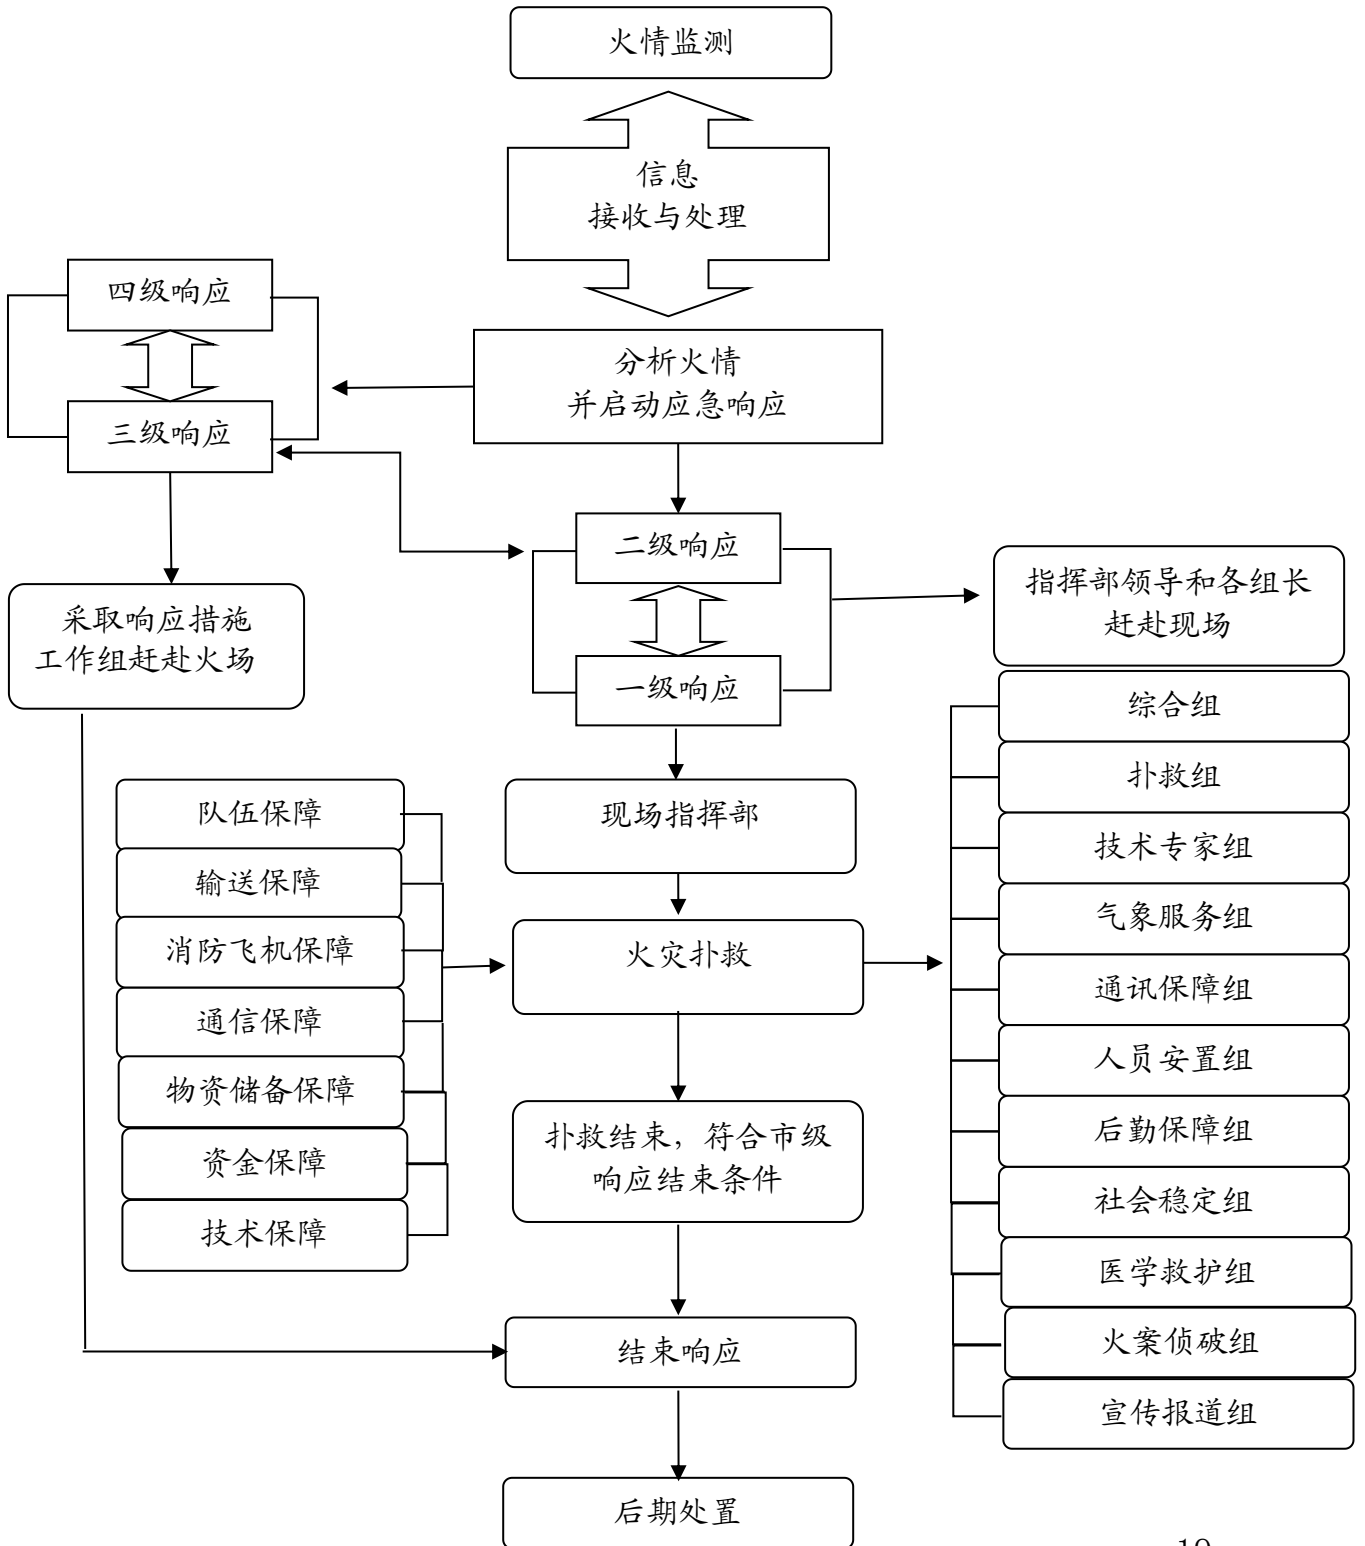 火情监测
信息
接收与处理
四级响应
三级响应
分析火情
并启动应急响应
二级响应
一级响应
指挥部领导和各组长
赶赴现场
采取响应措施
工作组赶赴火场
综合组
扑救组
技术专家组
气象服务组
通讯保障组
人员安置组
后勤保障组
社会稳定组
医学救护组
火案侦破组
宣传报道组
队伍保障
输送保障
消防飞机保障
通信保障
物资储备保障
资金保障
技术保障
现场指挥部
火灾扑救
扑救结束，符合市级
响应结束条件
结束响应
后期处置